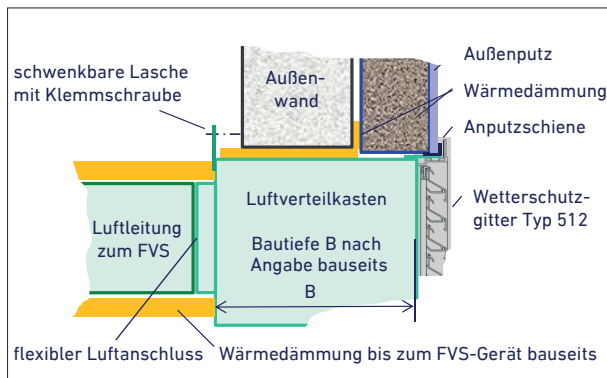 schwenkbare Lasche
mit Klemmschraube
Außen-
wand
Außenputz
Wärmedämmung
Anputzschiene
Luftverteilkasten
Wetterschutz-
gitter Typ 512
Luftleitung
zum FVS
Bautiefe B nach
Angabe bauseits
B
flexibler Luftanschluss
Wärmedämmung bis zum FVS-Gerät bauseits